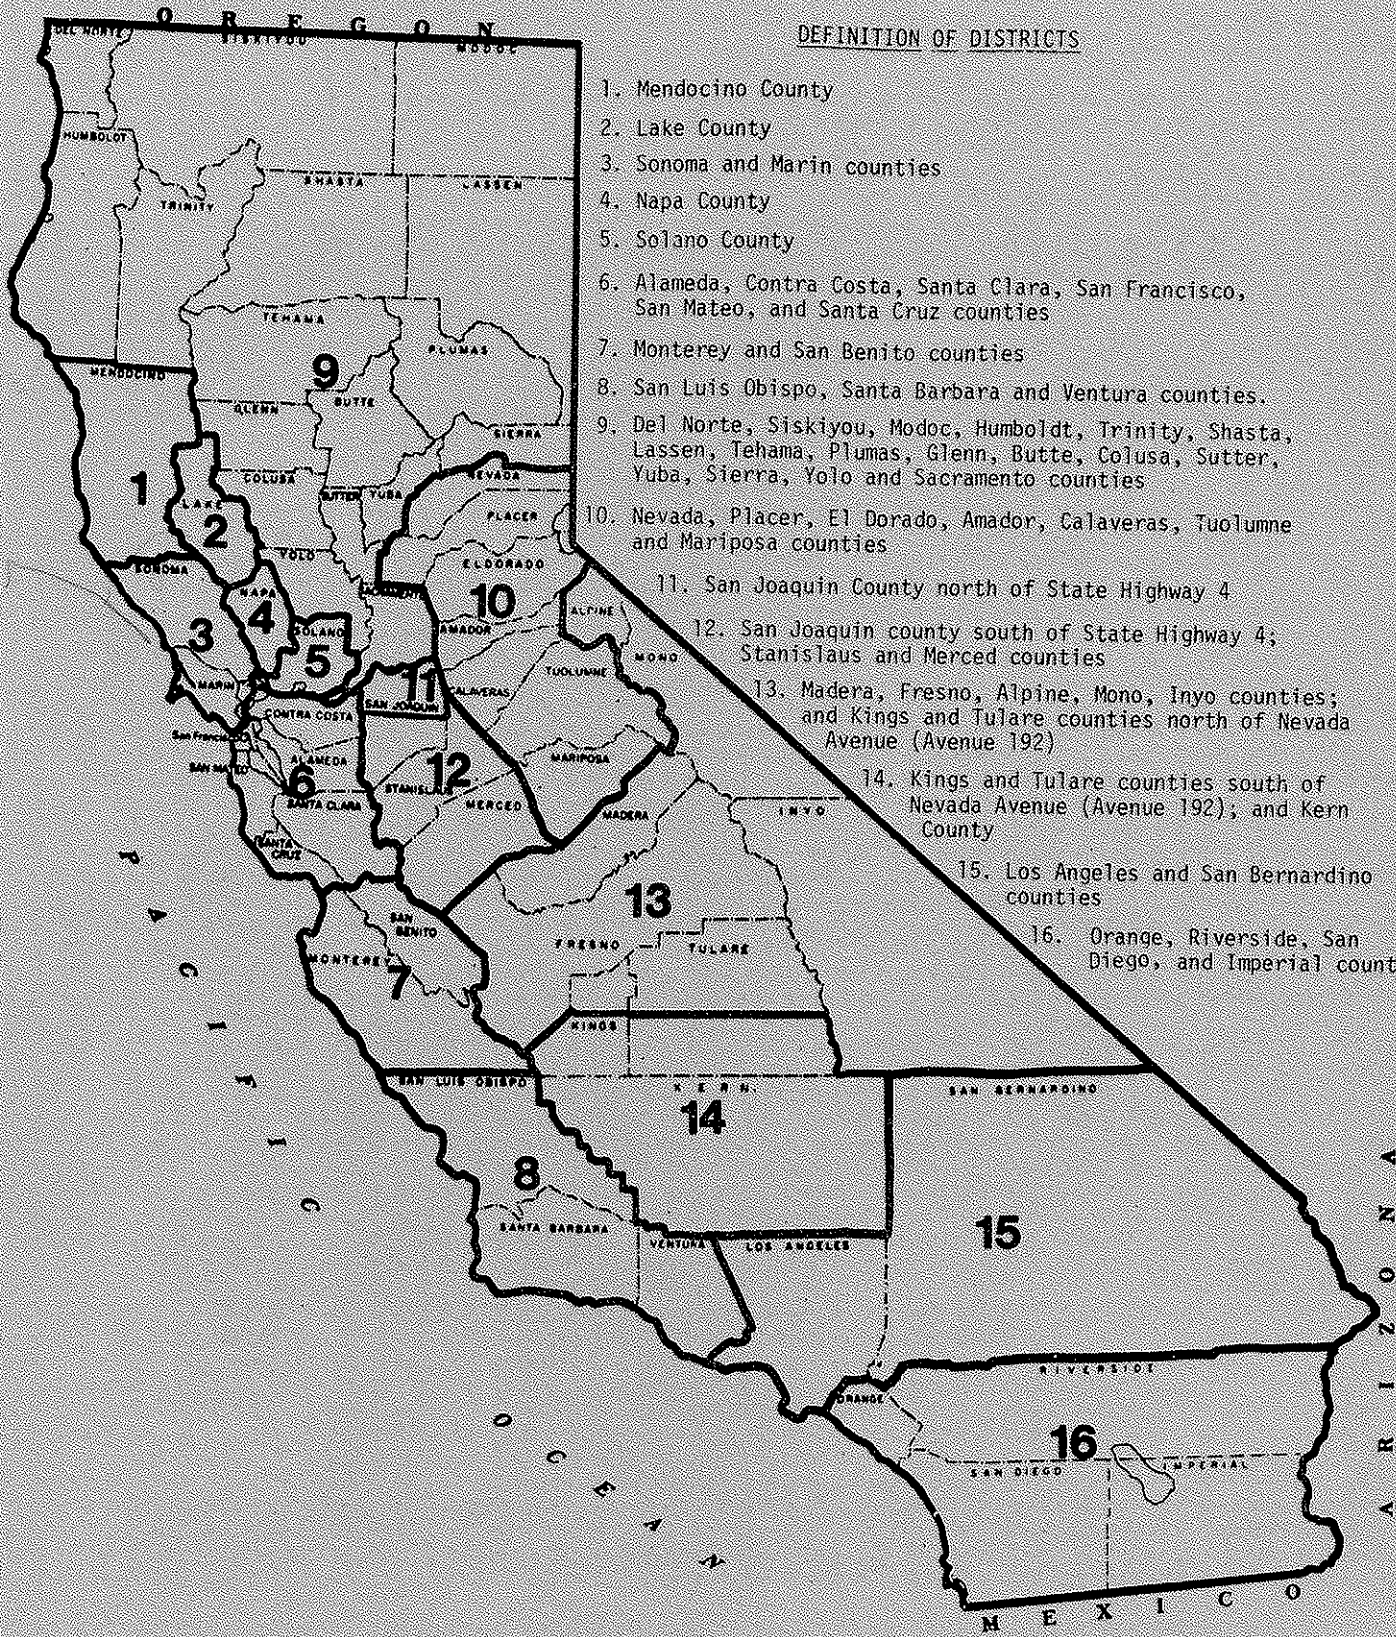 O R E G O N
DEL NORTE
SISKIYOU
MODOC
DEFINITION OF DISTRICTS
1. Mendocino County
2. Lake County
3. Sonoma and Marin counties
4. Napa County
5. Solano County
6. Alameda, Contra Costa, Santa Clara, San Francisco,
San Mateo, and Santa Cruz counties
7. Monterey and San Benito counties
8. San Luis Obispo, Santa Barbara and Ventura counties.
9. Del Norte, Siskiyou, Modoc, Humboldt, Trinity, Shasta,
Lassen, Tehama, Plumas, Glenn, Butte, Colusa, Sutter,
Yuba, Sierra, Yolo and Sacramento counties
10. Nevada, Placer, El Dorado, Amador, Calaveras, Tuolumne
and Mariposa counties
11. San Joaquin County north of State Highway 4
12. San Joaquin county south of State Highway 4;
Stanislaus and Merced counties
13. Madera, Fresno, Alpine, Mono, Inyo counties;
and Kings and Tulare counties north of Nevada
Avenue (Avenue 192)
14. Kings and Tulare counties south of
Nevada Avenue (Avenue 192); and Kern
County
15. Los Angeles and San Bernardino
counties
16. Orange, Riverside, San
Diego, and Imperial count
HUMBOLDT
TRINITY
SHASTA
LASSEN
TEHAMA
PLUMAS
9
MENDOCINO
GLENN
BUTTE
SIERRA
1
COLUSA
SUTTER
YUBA
NEVADA
LAKE
2
PLACER
YOLO
ELDORADO
SONOMA
NAPA
4
SACRAMENTO
10
ALPINE
3
SOLANO
5
AMADOR
MONO
MARIN
11
CALAVERAS
TUOLUMNE
SAN JOAQUIN
CONTRA COSTA
San Francisco
SAN MATEO
ALAMEDA
6
12
STANISLAUS
MARIPOSA
SANTA CLARA
MERCED
MADERA
INYO
SANTA
CRUZ
13
SAN
BENITO
MONTEREY
7
FRESNO
TULARE
KINGS
SAN LUIS OBISPO
KERN
14
SAN BERNARDINO
8
SANTA BARBARA
VENTURA
LOS ANGELES
15
RIVERSIDE
ORANGE
16
SAN DIEGO
IMPERIAL
P A C I F I C
O C E A N
A R I Z O N A
M E X I C O